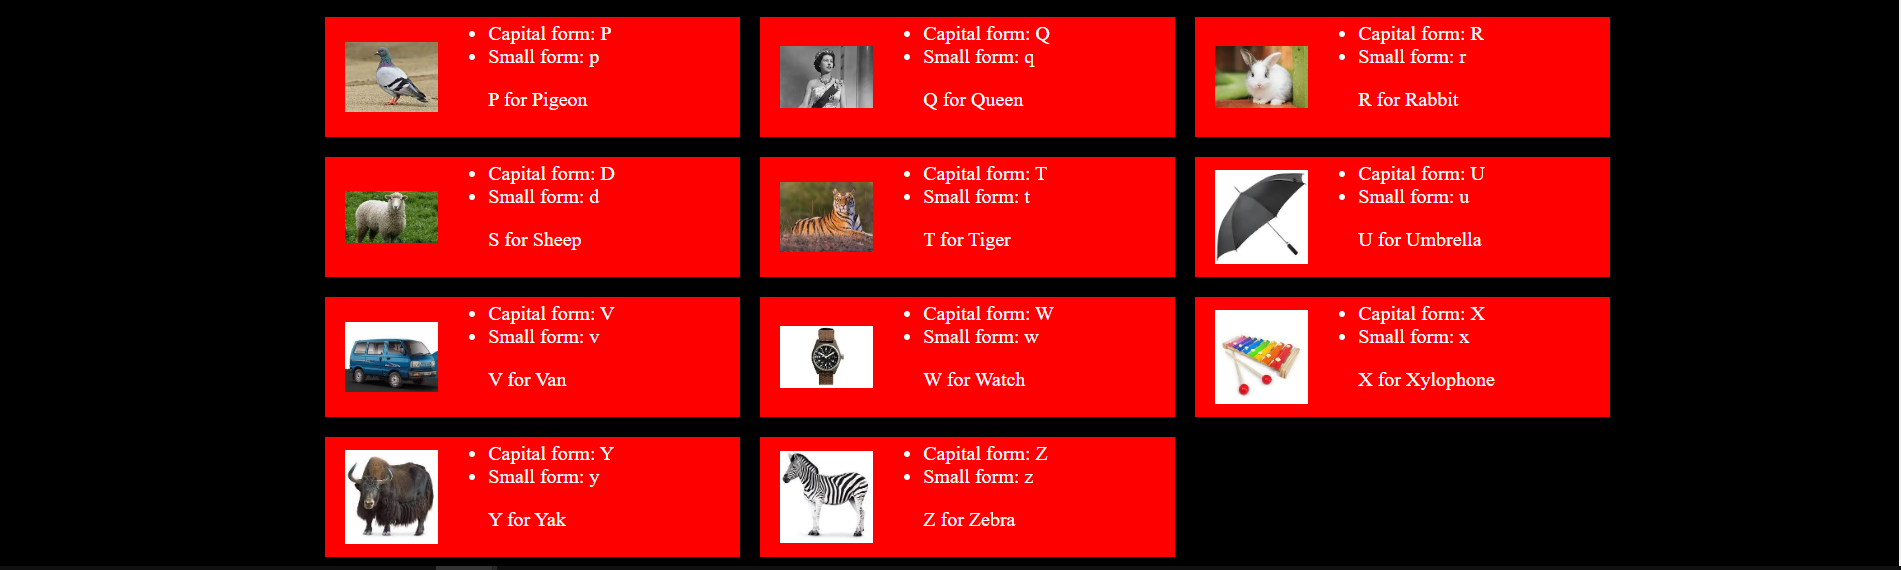 • Capital form: P
• Small form: p
P for Pigeon
• Capital form: Q
• Small form: q
Q for Queen
• Capital form: R
• Small form: r
R for Rabbit
• Capital form: D
• Small form: d
S for Sheep
• Capital form: T
• Small form: t
T for Tiger
• Capital form: U
• Small form: u
U for Umbrella
• Capital form: V
• Small form: v
V for Van
• Capital form: W
• Small form: w
W for Watch
• Capital form: X
• Small form: x
X for Xylophone
• Capital form: Y
• Small form: y
Y for Yak
• Capital form: Z
• Small form: z
Z for Zebra